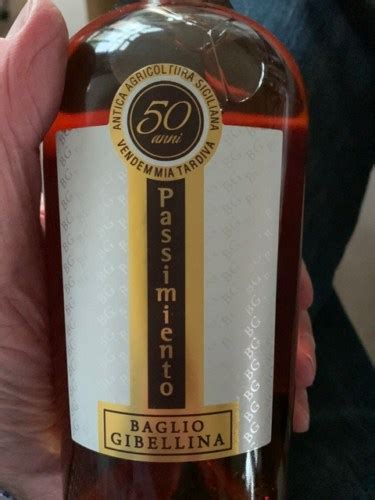 ANTICA AGRICOLTURA SICILIANA
50
anni
VENDEMMIA TARDIVA
Passimiento
BAGLIO
GIBELLINA